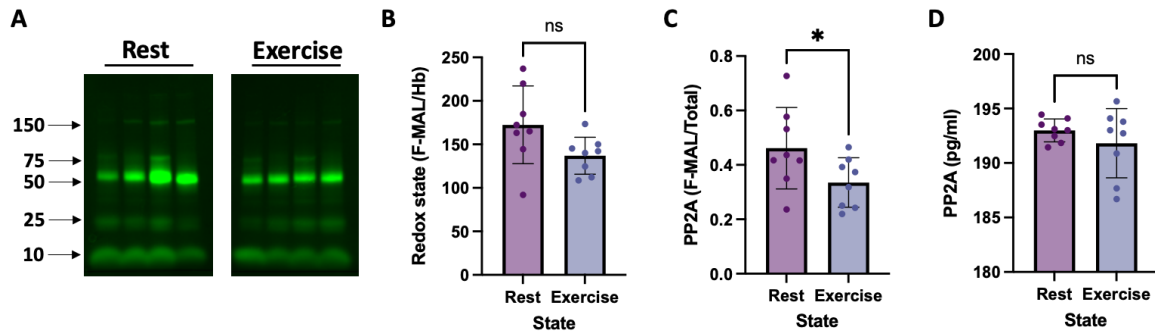 A
Rest
Exercise
150
75
50
25
10
B
ns
Redox state (F-MAL/Hb)
250
200
150
100
50
0
Rest Exercise
State
C
*
PP2A (F-MAL/Total)
0.8
0.6
0.4
0.2
0.0
Rest Exercise
State
D
ns
PP2A (pg/ml)
200
195
190
185
180
Rest Exercise
State